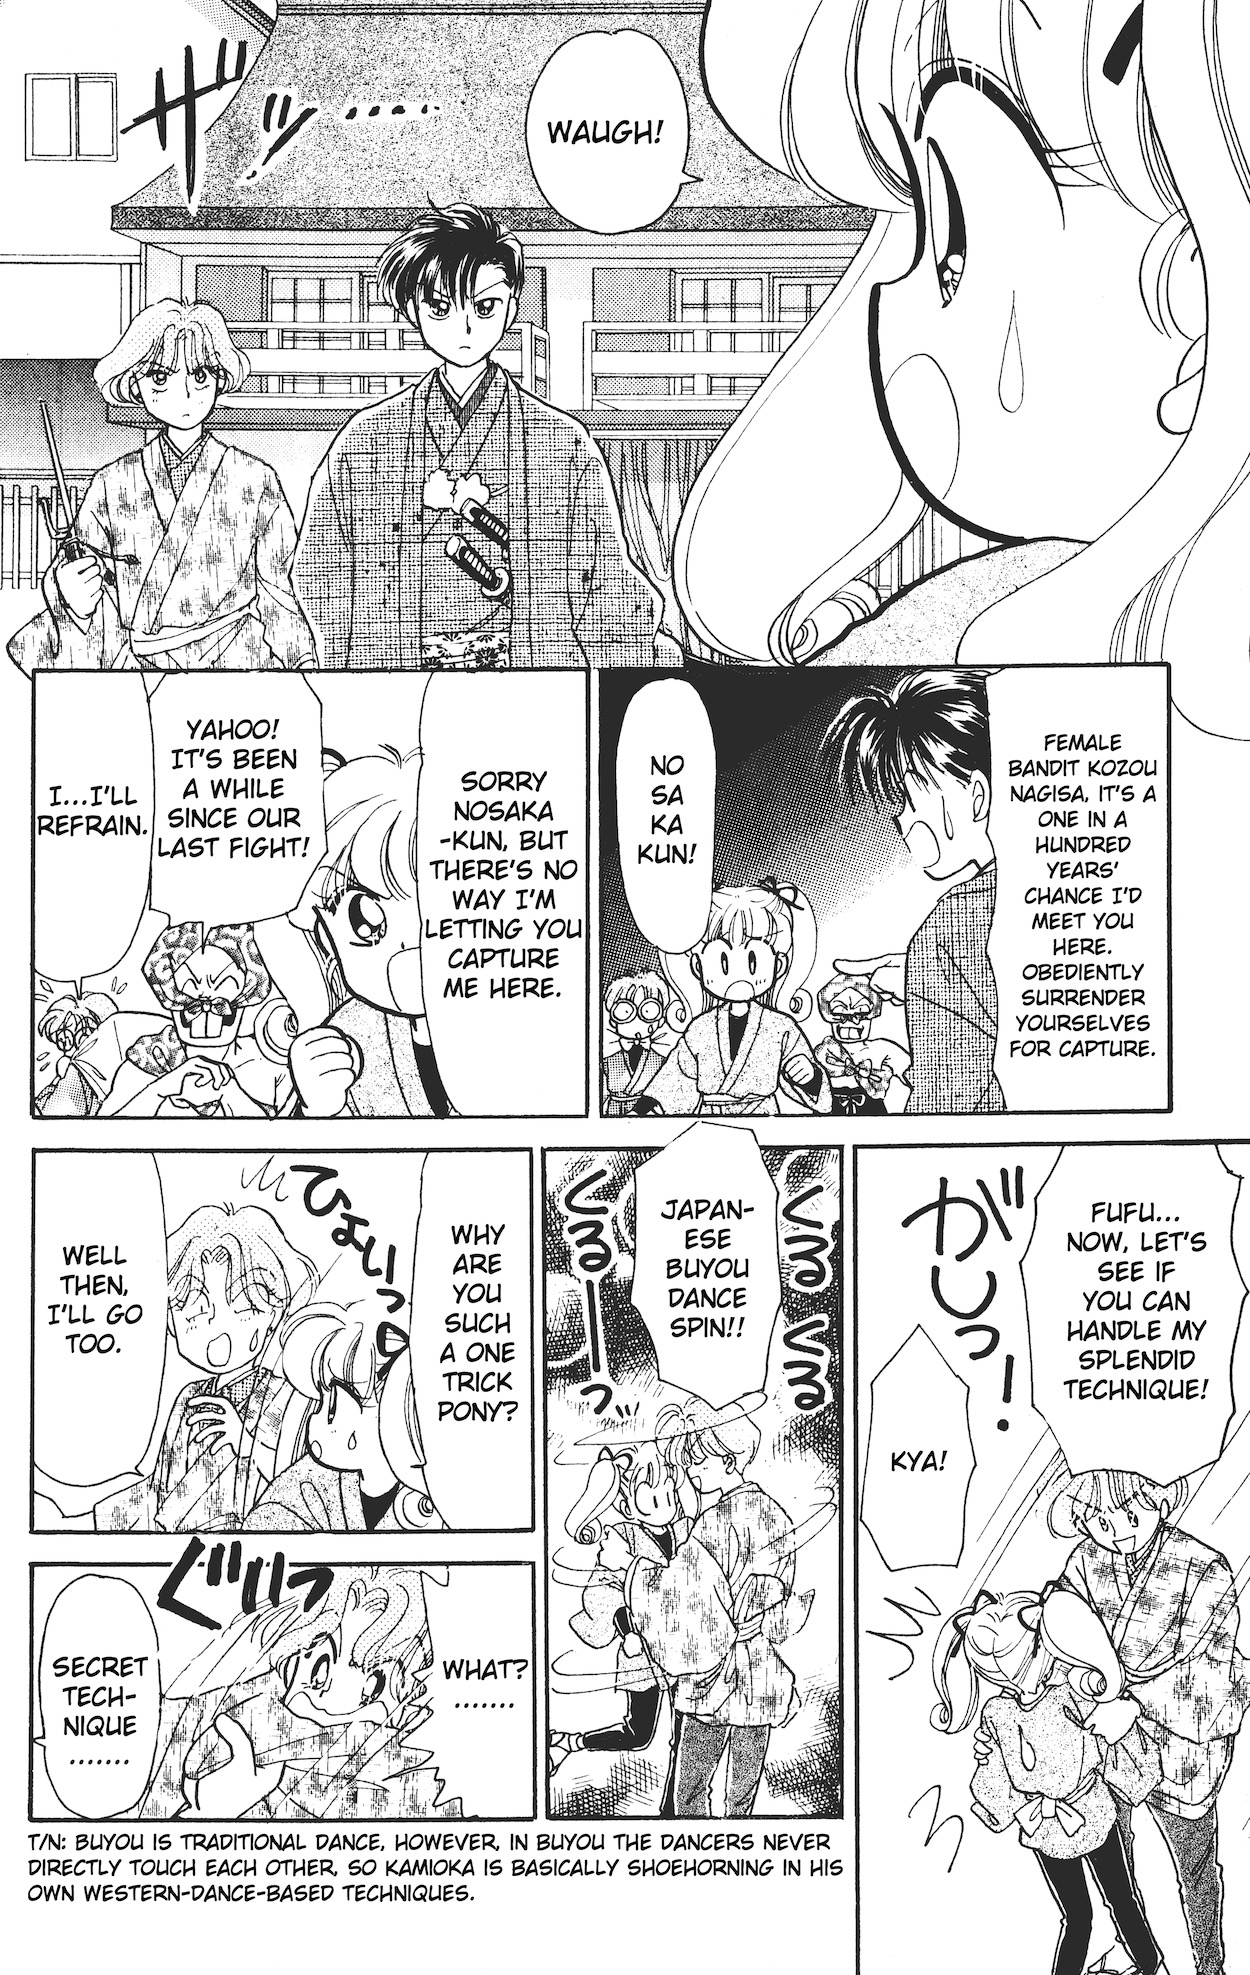 ザッ……
WAUGH!
FEMALE
BANDIT KOZOU
NAGISA, IT'S A
ONE IN A
HUNDRED
YEARS'
CHANCE I'D
MEET YOU
HERE.
OBEDIENTLY
SURRENDER
YOURSELVES
FOR CAPTURE.
NO
SA
KA
KUN!
SORRY
NOSAKA
-KUN, BUT
THERE'S NO
WAY I'M
LETTING YOU
CAPTURE
ME HERE.
YAHOO!
IT'S BEEN
A WHILE
SINCE OUR
LAST FIGHT!
I...I'LL
REFRAIN.
FUFU...
NOW, LET'S
SEE IF
YOU CAN
HANDLE MY
SPLENDID
TECHNIQUE!
がしっ!
KYA!
くるくる
JAPAN-
ESE
BUYOU
DANCE
SPIN!!
くるーっ
WHY
ARE
YOU
SUCH
A ONE
TRICK
PONY?
ひょいっ
WELL
THEN,
I'LL GO
TOO.
WHAT?
.......
ぐいっ
SECRET
TECH-
NIQUE
.......
T/N: BUYOU IS TRADITIONAL DANCE, HOWEVER, IN BUYOU THE DANCERS NEVER
DIRECTLY TOUCH EACH OTHER, SO KAMIOKA IS BASICALLY SHOEHORNING IN HIS
OWN WESTERN-DANCE-BASED TECHNIQUES.